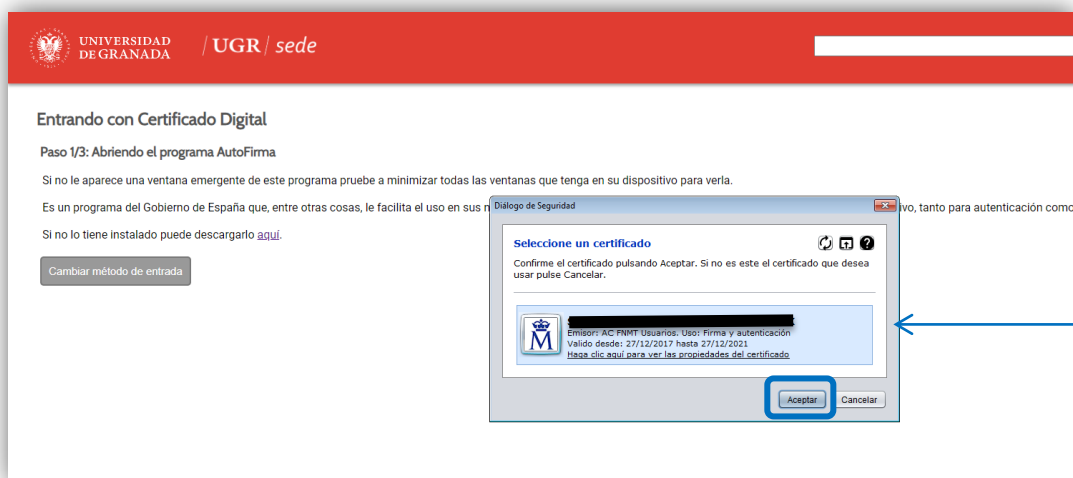 UNIVERSIDAD
DE GRANADA
/ UGR / sede
Entrando con Certificado Digital
Paso 1/3: Abriendo el programa AutoFirma
Si no le aparece una ventana emergente de este programa pruebe a minimizar todas las ventanas que tenga en su dispositivo para verla.
Es un programa del Gobierno de España que, entre otras cosas, le facilita el uso en sus
ivo, tanto para autenticación como
Si no lo tiene instalado puede descargarlo aquí.
Cambiar método de entrada
Diálogo de Seguridad
Seleccione un certificado
Confirme el certificado pulsando Aceptar. Si no es este el certificado que desea
usar pulse Cancelar.
Emisor: AC FNMT Usuarios. Uso: Firma y autenticación
Valido desde: 27/12/2017 hasta 27/12/2021
Haga clic aquí para ver las propiedades del certificado
Aceptar
Cancelar